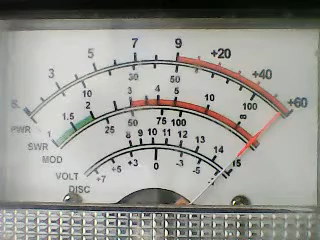 S. 3 5 7 9 +20 +40 +60
PWR 10 30 50 100
SWR 1 1.5 2 3 4 5 10 ∞
MOD 25 50 75 100
VOLT 8 9 10 11 12 13 14 15
DISC +7 +5 +3 0 -3 -5